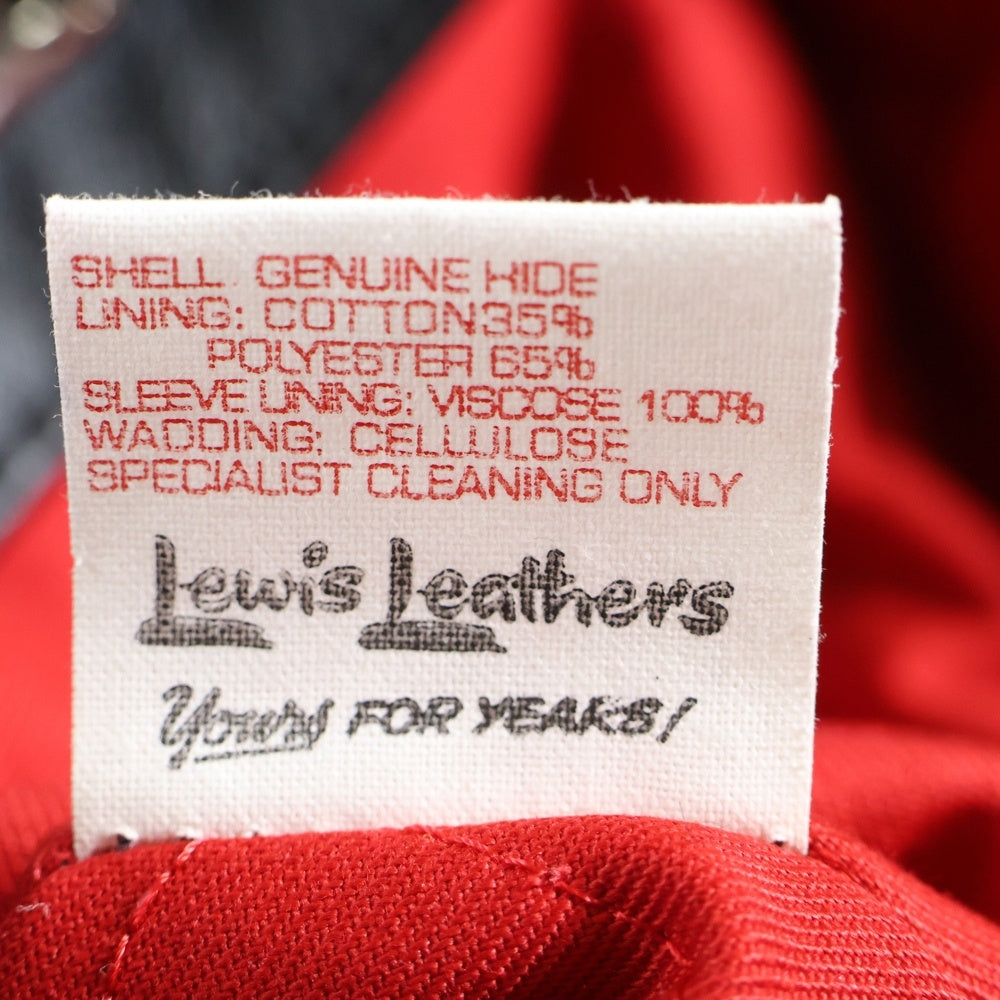 SHELL GENUINE HIDE
LINING: COTTON35%
POLYESTER 65%
SLEEVE LINING: VISCOSE 100%
WADDING: CELLULOSE
SPECIALIST CLEANING ONLY
Lewis Leathers
Yours FOR YEARS!